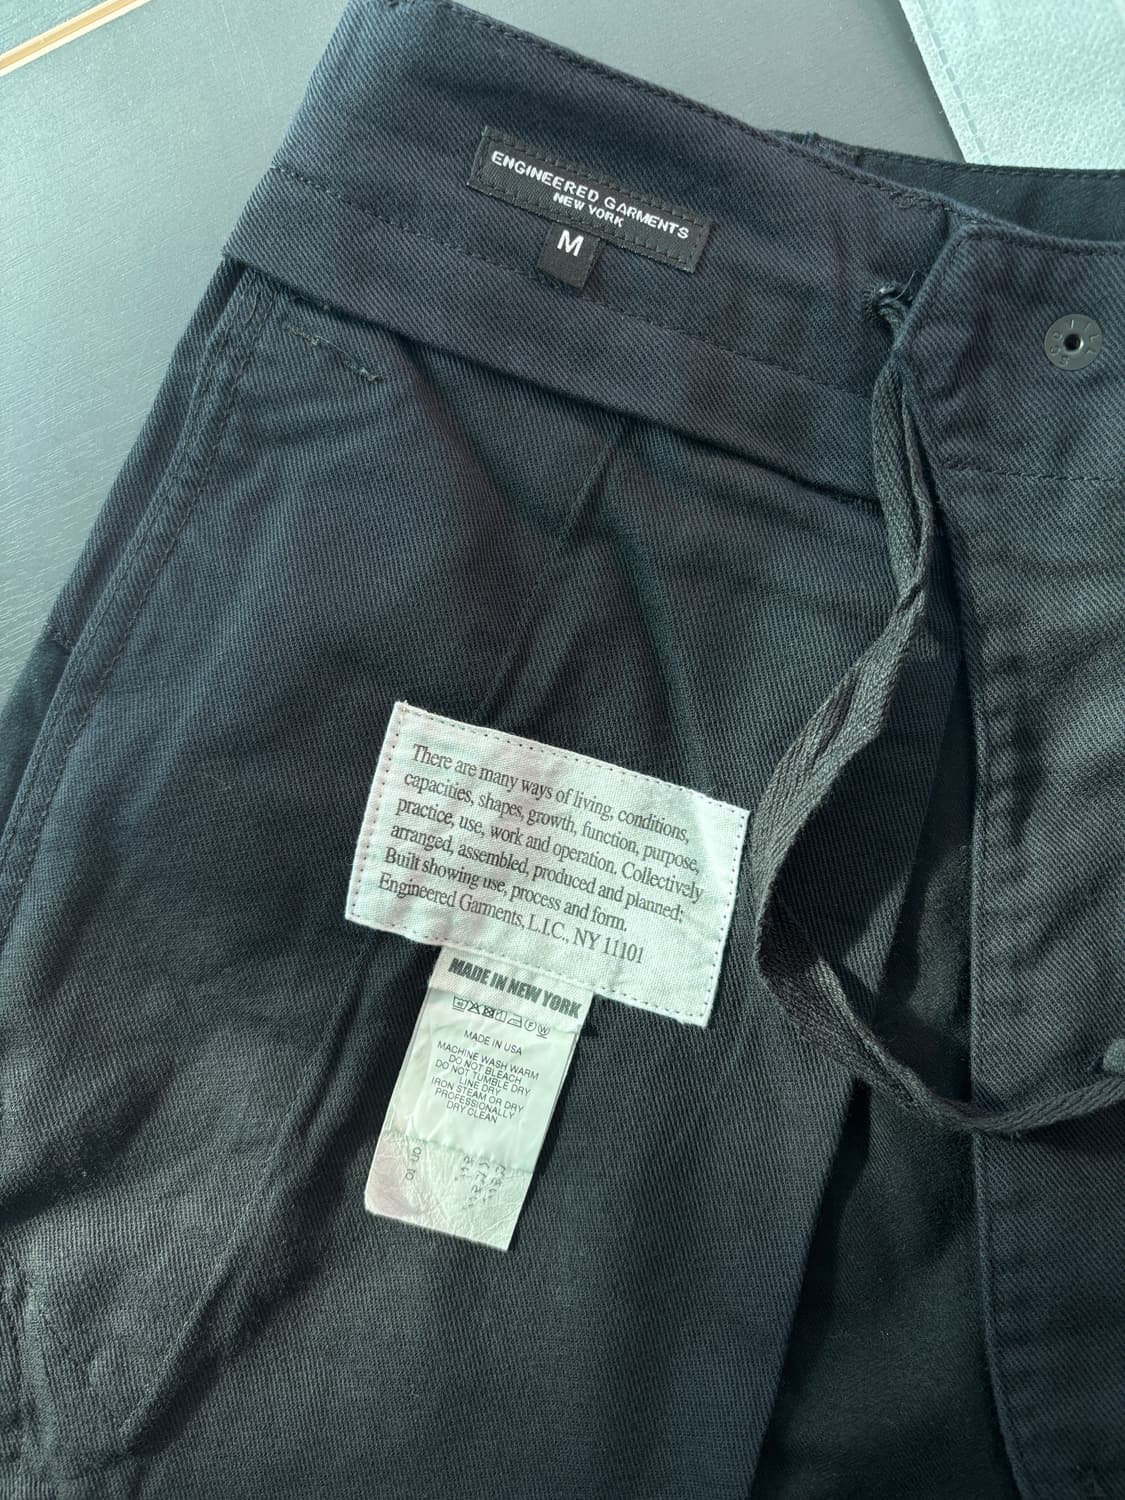 ENGINEERED GARMENTS
NEW YORK
M
There are many ways of living, conditions,
capacities, shapes, growth, function, purpose,
practice, use, work and operation. Collectively
arranged, assembled, produced and planned;
Built showing use, process and form.
Engineered Garments, L.I.C., NY 11101
MADE IN NEW YORK
MADE IN USA
MACHINE WASH WARM
DO NOT BLEACH
DO NOT TUMBLE DRY
LINE DRY
IRON STEAM OR DRY
PROFESSIONALLY
DRY CLEAN